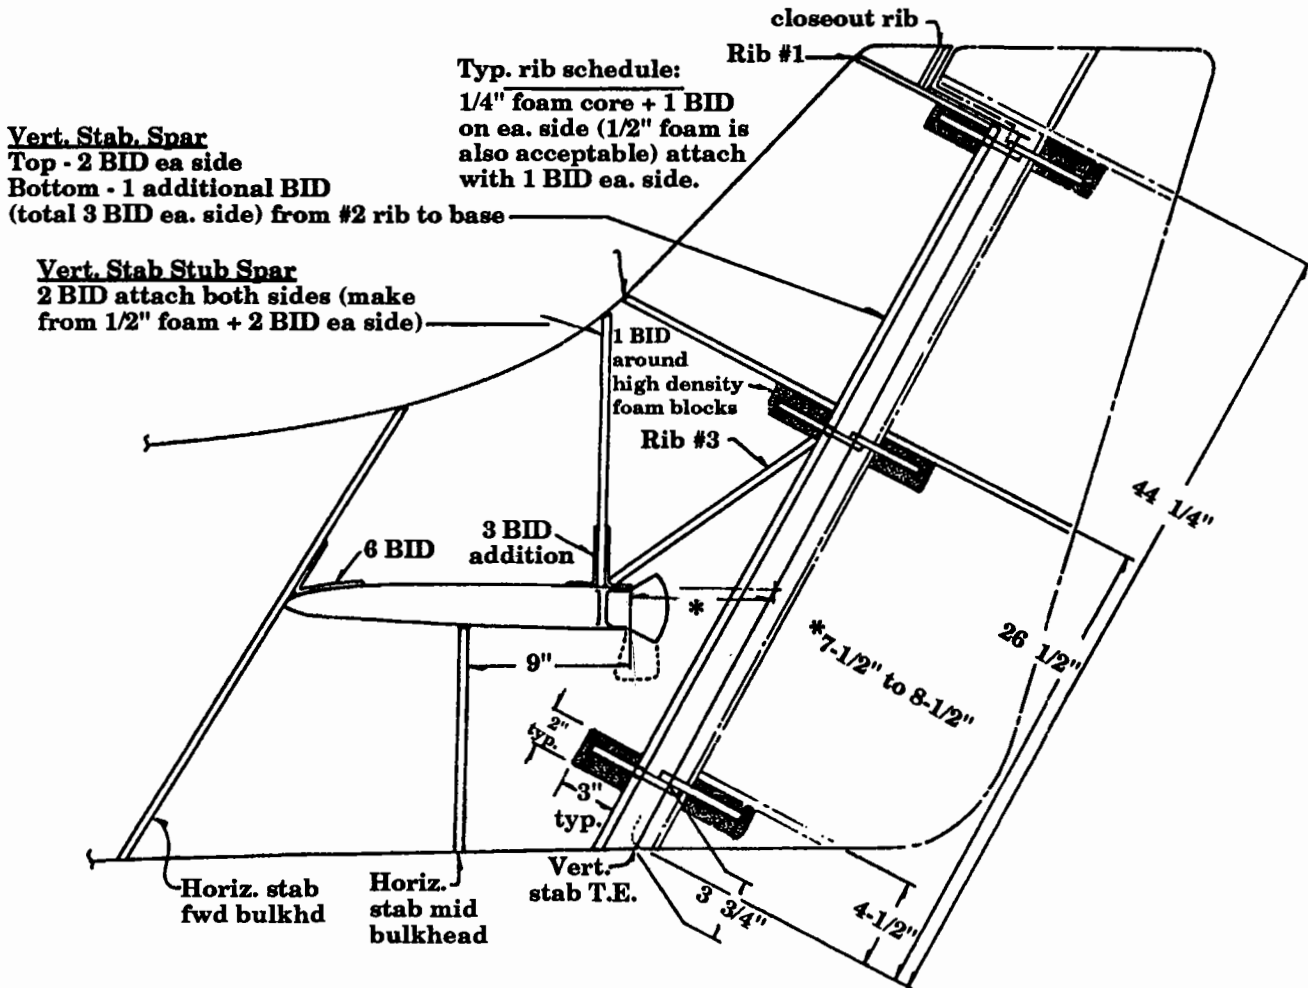 closeout rib
Rib #1
Typ. rib schedule:
1/4" foam core + 1 BID
on ea. side (1/2" foam is
also acceptable) attach
with 1 BID ea. side.
Vert. Stab. Spar
Top - 2 BID ea side
Bottom - 1 additional BID
(total 3 BID ea. side) from #2 rib to base
Vert. Stab Stub Spar
2 BID attach both sides (make
from 1/2" foam + 2 BID ea side)
1 BID
around
high density
foam blocks
Rib #3
44 1/4"
6 BID
3 BID
addition
*
26 1/2"
*7-1/2" to 8-1/2"
9"
2"
typ.
3"
typ.
Horiz. stab
fwd bulkhd
Horiz.
stab mid
bulkhead
Vert.
stab T.E.
3 3/4"
4-1/2"